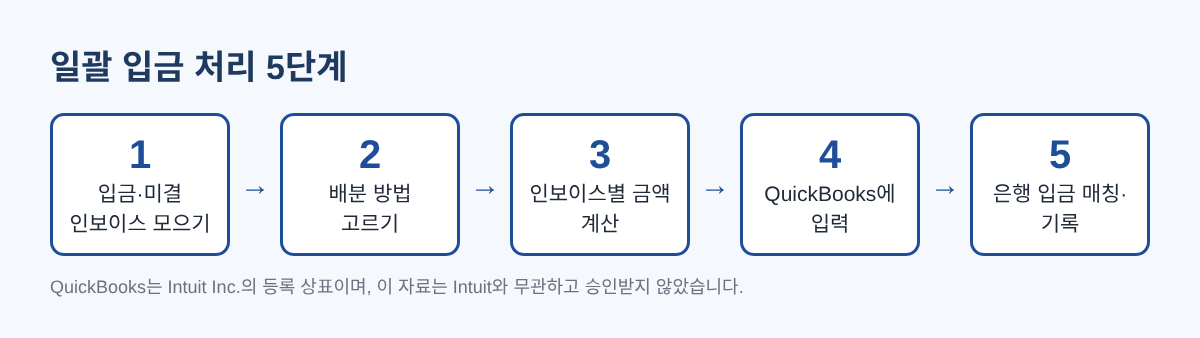 일괄 입금 처리 5단계
1
입금·미결
인보이스 모으기
→
2
배분 방법
고르기
→
3
인보이스별 금액
계산
→
4
QuickBooks에
입력
→
5
은행 입금 매칭·
기록
QuickBooks는 Intuit Inc.의 등록 상표이며, 이 자료는 Intuit와 무관하고 승인받지 않았습니다.